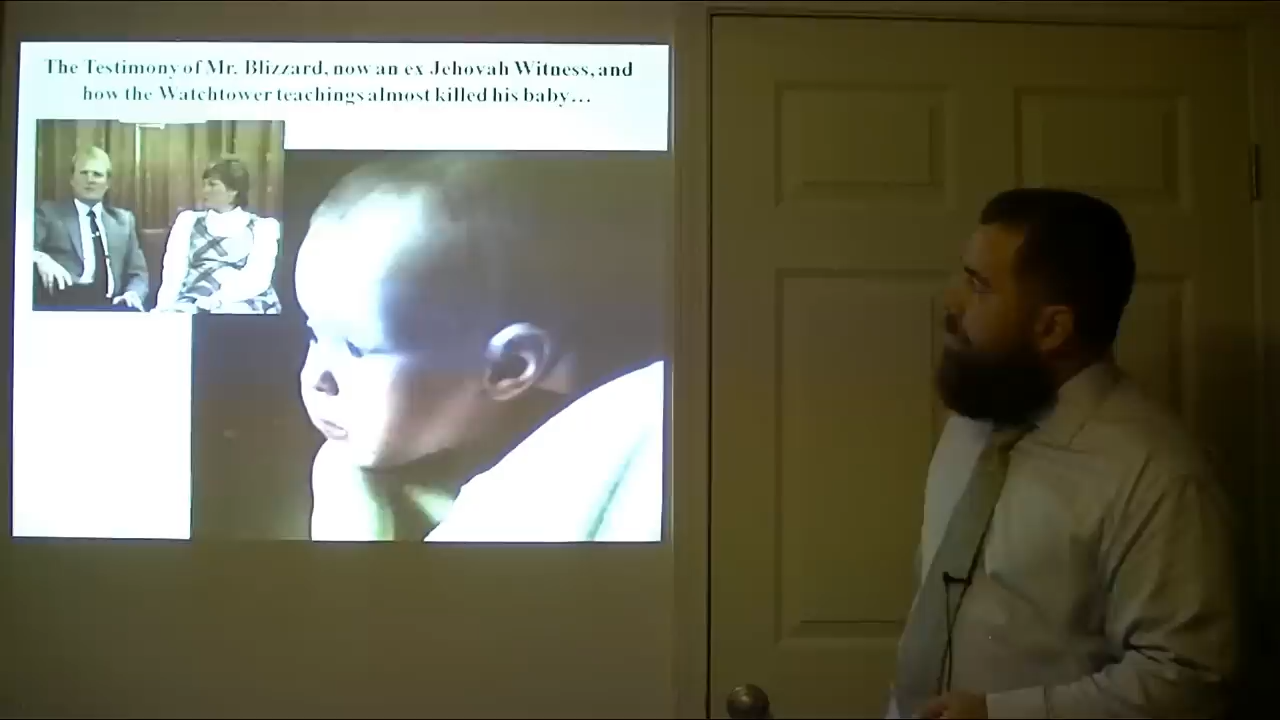 The Testimony of Mr. Blizzard, now an ex Jehovah Witness, and
how the Watchtower teachings almost killed his baby…